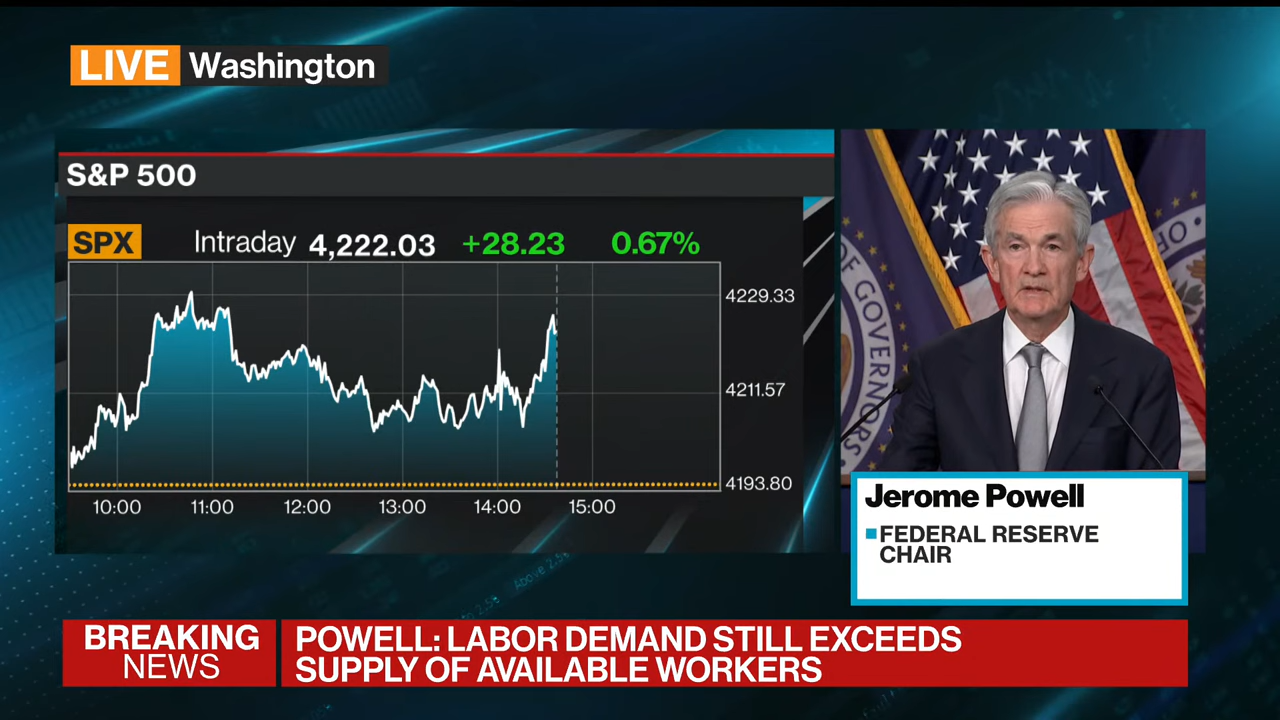 LIVE Washington
S&P 500
SPX Intraday 4,222.03 +28.23 0.67%
4229.33
4211.57
4193.80
10:00 11:00 12:00 13:00 14:00 15:00
OF GOVERNORS
Jerome Powell
FEDERAL RESERVE
CHAIR
BREAKING
NEWS
POWELL: LABOR DEMAND STILL EXCEEDS
SUPPLY OF AVAILABLE WORKERS